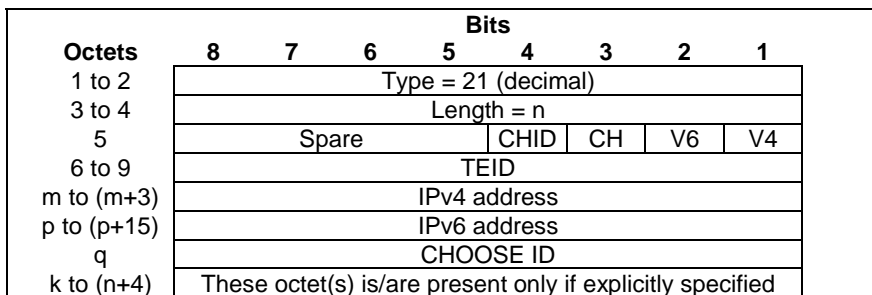 Bits
Octets 8 7 6 5 4 3 2 1
1 to 2 Type = 21 (decimal)
3 to 4 Length = n
5 Spare CHID CH V6 V4
6 to 9 TEID
m to (m+3) IPv4 address
p to (p+15) IPv6 address
q CHOOSE ID
k to (n+4) These octet(s) is/are present only if explicitly specified